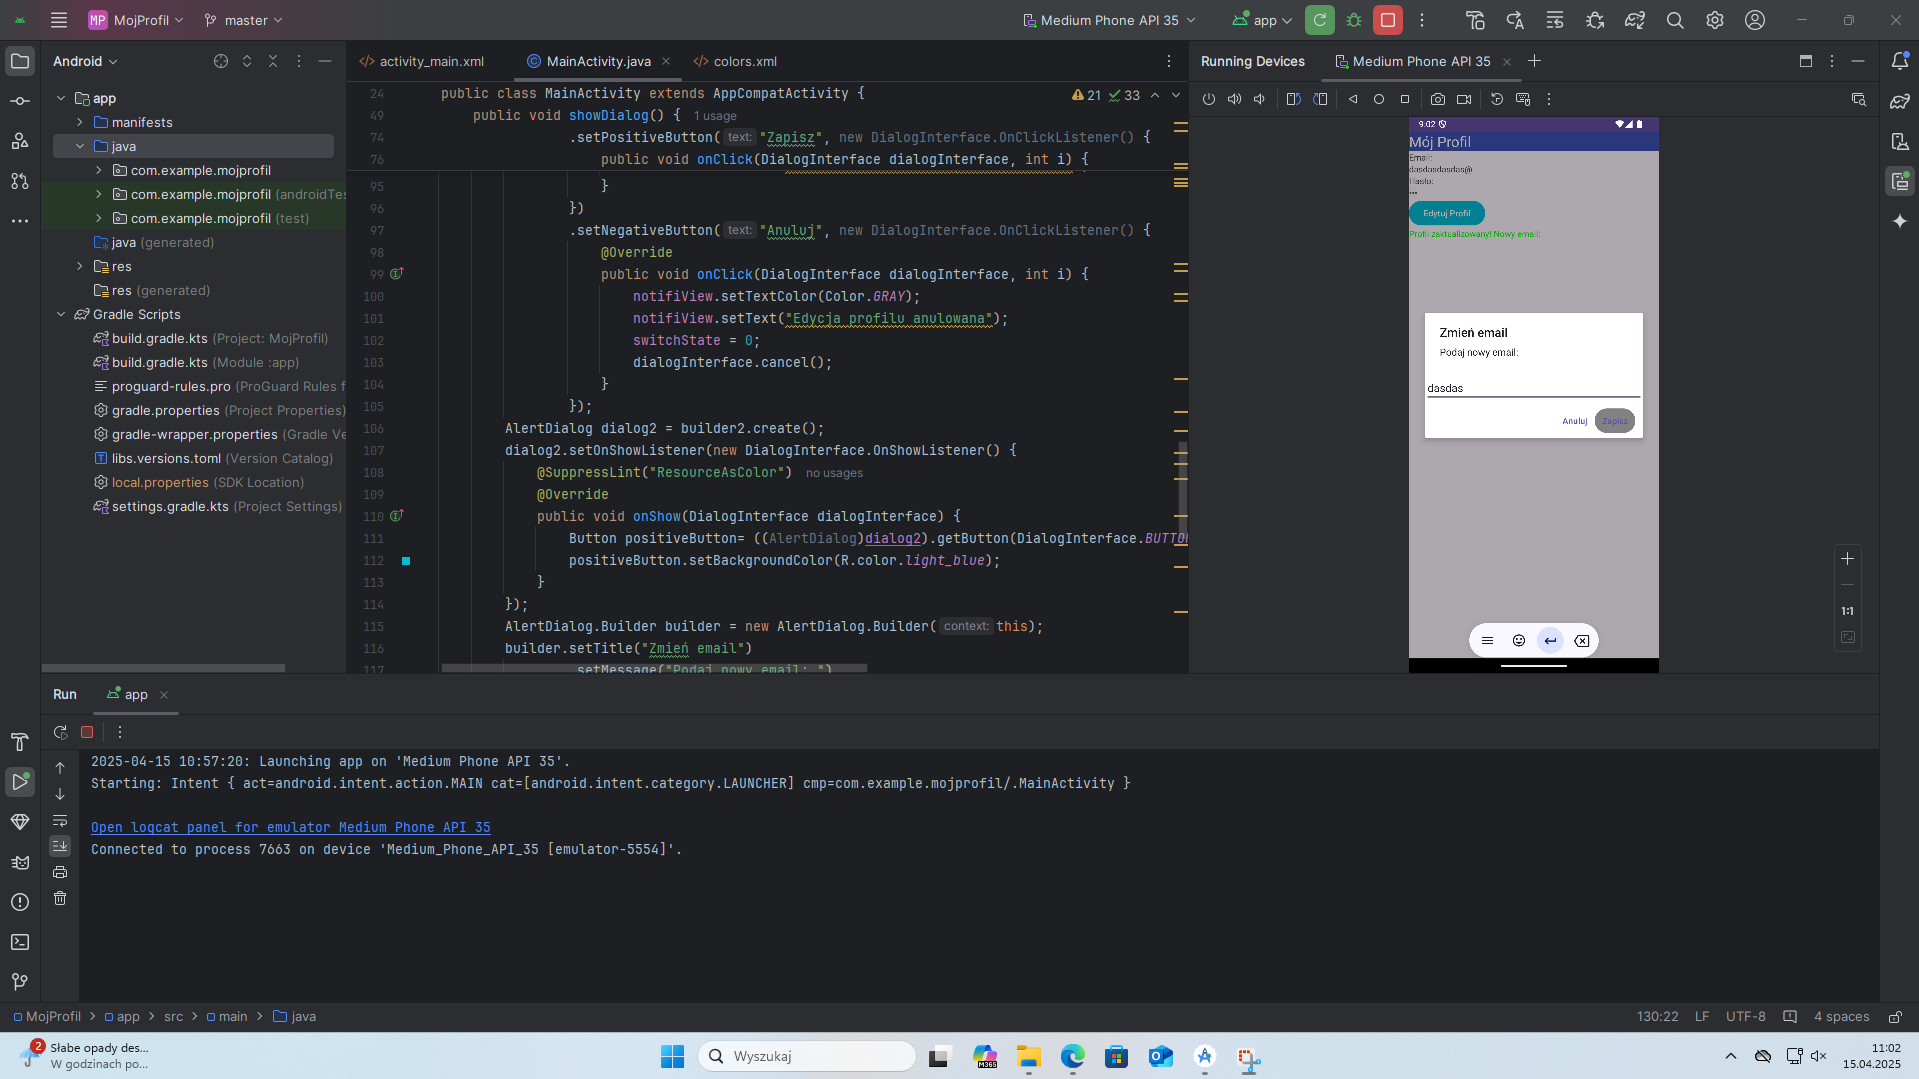 MP MojProfil master Medium Phone API 35 app
Android
app
manifests
java
com.example.mojprofil
com.example.mojprofil (androidTes
com.example.mojprofil (test)
java (generated)
res
res (generated)
Gradle Scripts
build.gradle.kts (Project: MojProfil)
build.gradle.kts (Module :app)
proguard-rules.pro (ProGuard Rules f
gradle.properties (Project Properties)
gradle-wrapper.properties (Gradle Ve
libs.versions.toml (Version Catalog)
local.properties (SDK Location)
settings.gradle.kts (Project Settings)
activity_main.xml MainActivity.java colors.xml
21 33
24 public class MainActivity extends AppCompatActivity {
49 public void showDialog() { 1 usage
74 .setPositiveButton( text: "Zapisz", new DialogInterface.OnClickListener() {
76 public void onClick(DialogInterface dialogInterface, int i) {
95 }
96 })
97 .setNegativeButton( text: "Anuluj", new DialogInterface.OnClickListener() {
98 @Override
99 public void onClick(DialogInterface dialogInterface, int i) {
100 notifiView.setTextColor(Color.GRAY);
101 notifiView.setText("Edycja profilu anulowana");
102 switchState = 0;
103 dialogInterface.cancel();
104 }
105 });
106 AlertDialog dialog2 = builder2.create();
107 dialog2.setOnShowListener(new DialogInterface.OnShowListener() {
108 @SuppressLint("ResourceAsColor") no usages
109 @Override
110 public void onShow(DialogInterface dialogInterface) {
111 Button positiveButton= ((AlertDialog)dialog2).getButton(DialogInterface.BUTTON
112 positiveButton.setBackgroundColor(R.color.light_blue);
113 }
114 });
115 AlertDialog.Builder builder = new AlertDialog.Builder( context: this);
116 builder.setTitle("Zmień email")
117 .setMessage("Podaj nowy email: ")
Running Devices Medium Phone API 35
9:02
Mój Profil
Email:
dasdasdasdas@
Hasło:
•••
Edytuj Profil
Profil zaktualizowany! Nowy email:
Zmień email
Podaj nowy email:
dasdas
Anuluj Zapisz
1:1
Run app
2025-04-15 10:57:20: Launching app on 'Medium Phone API 35'.
Starting: Intent { act=android.intent.action.MAIN cat=[android.intent.category.LAUNCHER] cmp=com.example.mojprofil/.MainActivity }
Open logcat panel for emulator Medium Phone API 35
Connected to process 7663 on device 'Medium_Phone_API_35 [emulator-5554]'.
MojProfil > app > src > main > java
130:22 LF UTF-8 4 spaces
2
Słabe opady des...
W godzinach po...
Wyszukaj
M365
11:02
15.04.2025